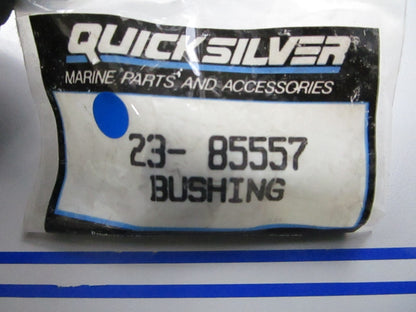 QUICKSILVER
MARINE PARTS AND ACCESSORIES
23- 85557
BUSHING